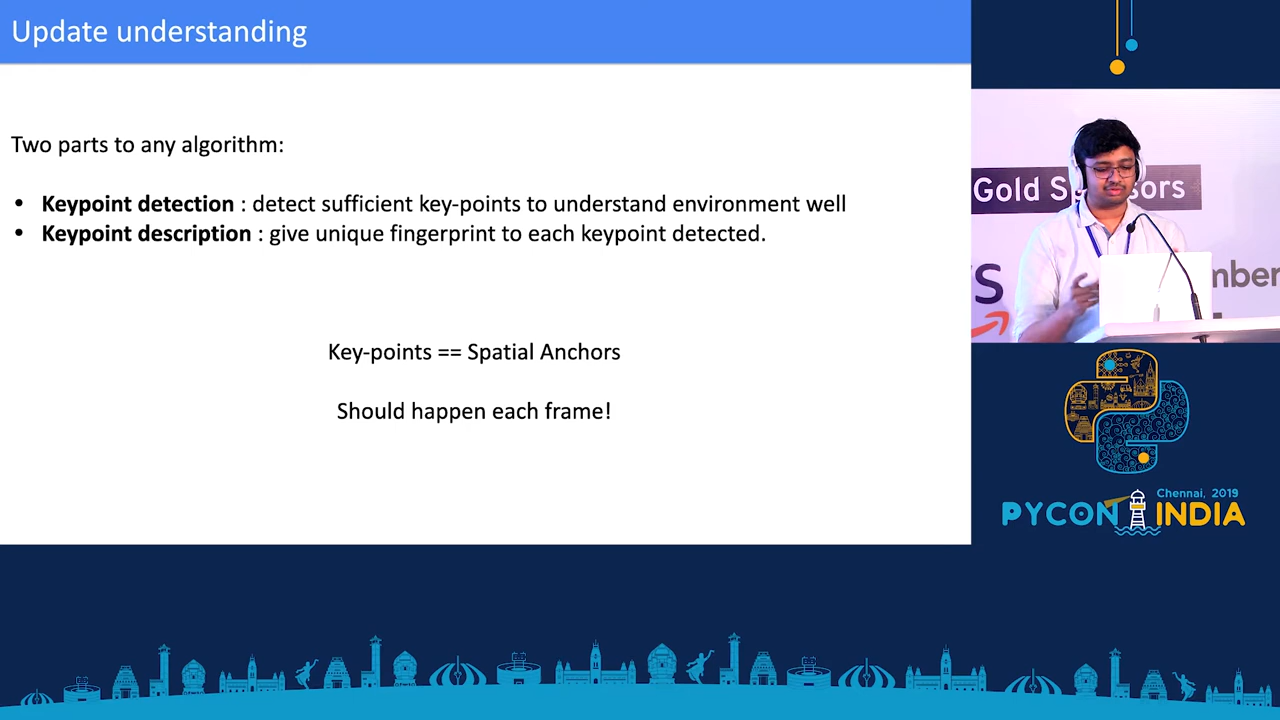 Update understanding
Two parts to any algorithm:
• Keypoint detection : detect sufficient key-points to understand environment well
• Keypoint description : give unique fingerprint to each keypoint detected.
Key-points == Spatial Anchors
Should happen each frame!
Gold
Chennai, 2019
PYCON INDIA